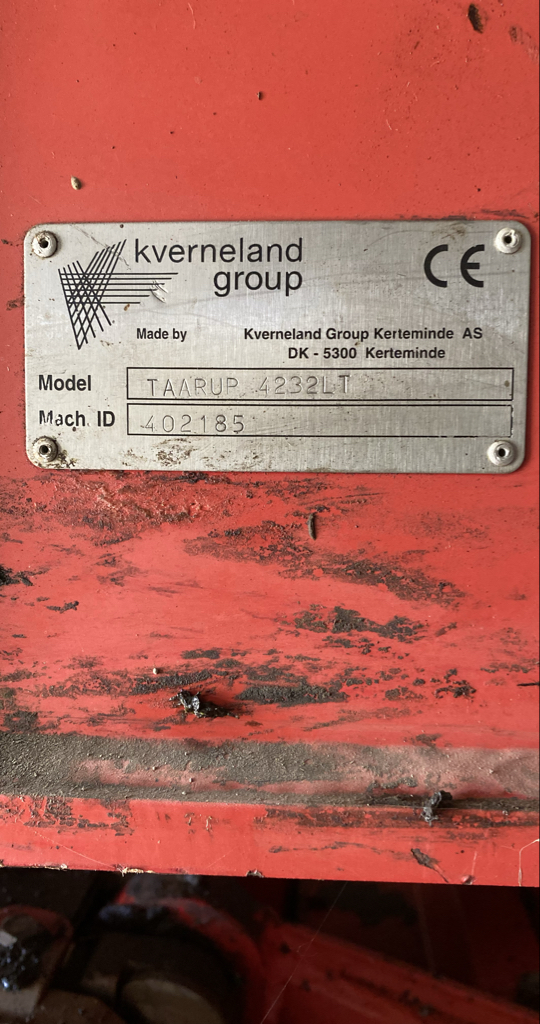 kverneland
group
CE
Made by Kverneland Group Kerteminde AS
DK - 5300 Kerteminde
Model TAARUP 4232LT
Mach. ID 402185